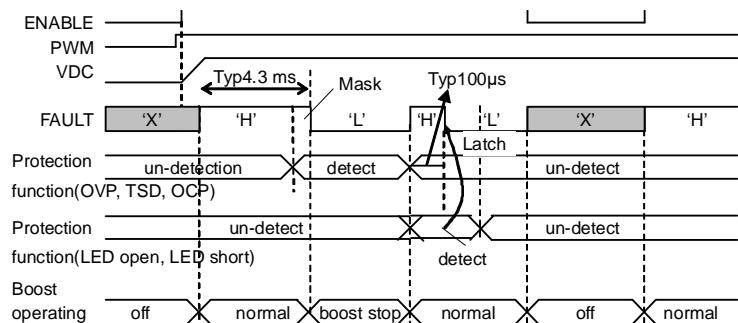 ENABLE
PWM
VDC
Typ4.3 ms
Mask
Typ100µs
FAULT
‘X’ ‘H’ ‘L’ ‘H’ ‘L’ ‘X’ ‘H’
Latch
Protection
function(OVP, TSD, OCP)
un-detection detect un-detect
Protection
function(LED open, LED short)
un-detect detect un-detect
Boost
operating
off normal boost stop normal off normal